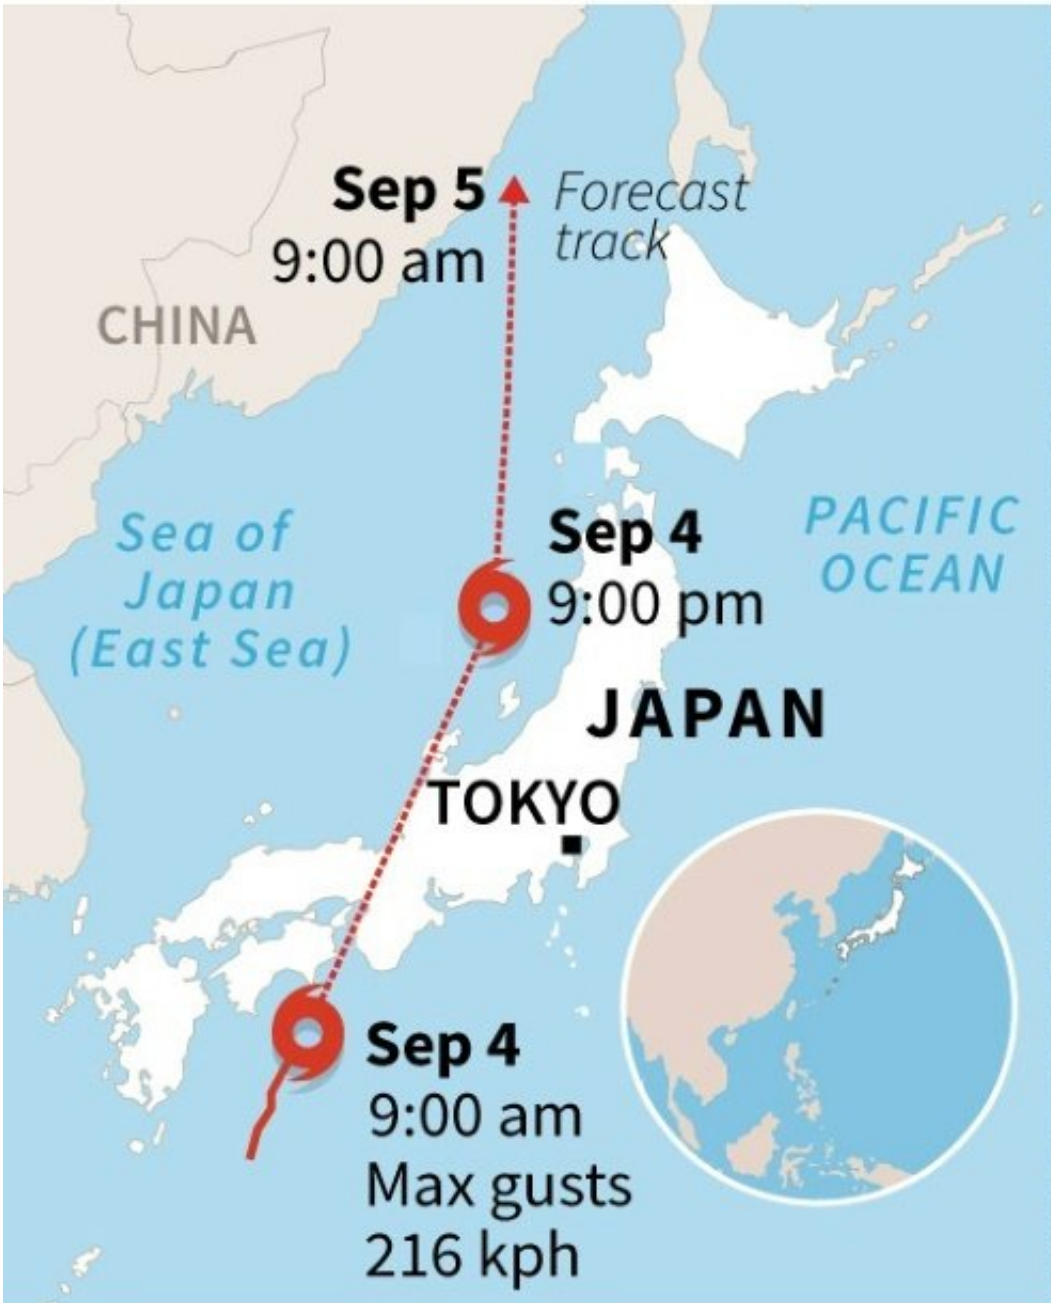 Sep 5
9:00 am
Forecast
track
CHINA
Sea of
Japan
(East Sea)
Sep 4
9:00 pm
PACIFIC
OCEAN
JAPAN
TOKYO
Sep 4
9:00 am
Max gusts
216 kph